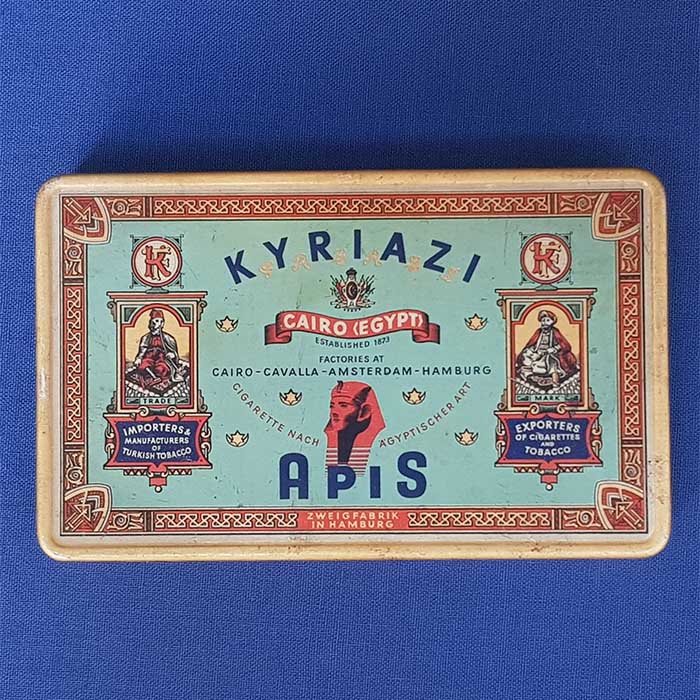 KYRIAZI
K
K
CAIRO (EGYPT)
ESTABLISHED 1873
FACTORIES AT
CAIRO-CAVALLA-AMSTERDAM-HAMBURG
CIGARETTE NACH ÄGYPTISCHER ART
APIS
TRADE
IMPORTERS &
MANUFACTURERS
OF
TURKISH TOBACCO
MARK
EXPORTERS
OF CIGARETTES
AND
TOBACCO
ZWEIGFABRIK
IN HAMBURG